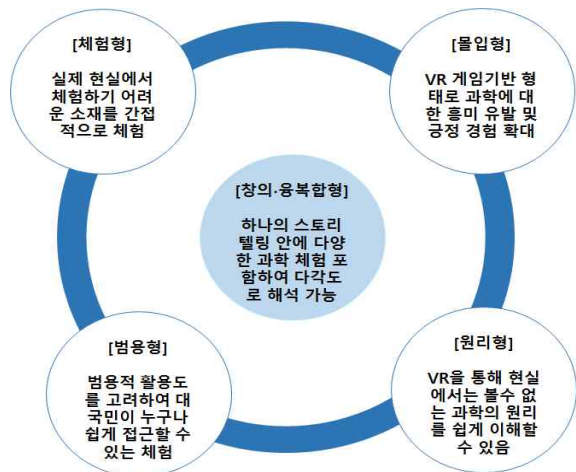 [체험형]
실제 현실에서
체험하기 어려
운 소재를 간접
적으로 체험
[몰입형]
VR 게임기반 형
태로 과학에 대
한 흥미 유발 및
긍정 경험 확대
[창의·융복합형]
하나의 스토리
텔링 안에 다양
한 과학 체험 포
함하여 다각도
로 해석 가능
[범용형]
범용적 활용도
를 고려하여 대
국민이 누구나
쉽게 접근할 수
있는 체험
[원리형]
VR을 통해 현실
에서는 볼수 없
는 과학의 원리
를 쉽게 이해할
수 있음